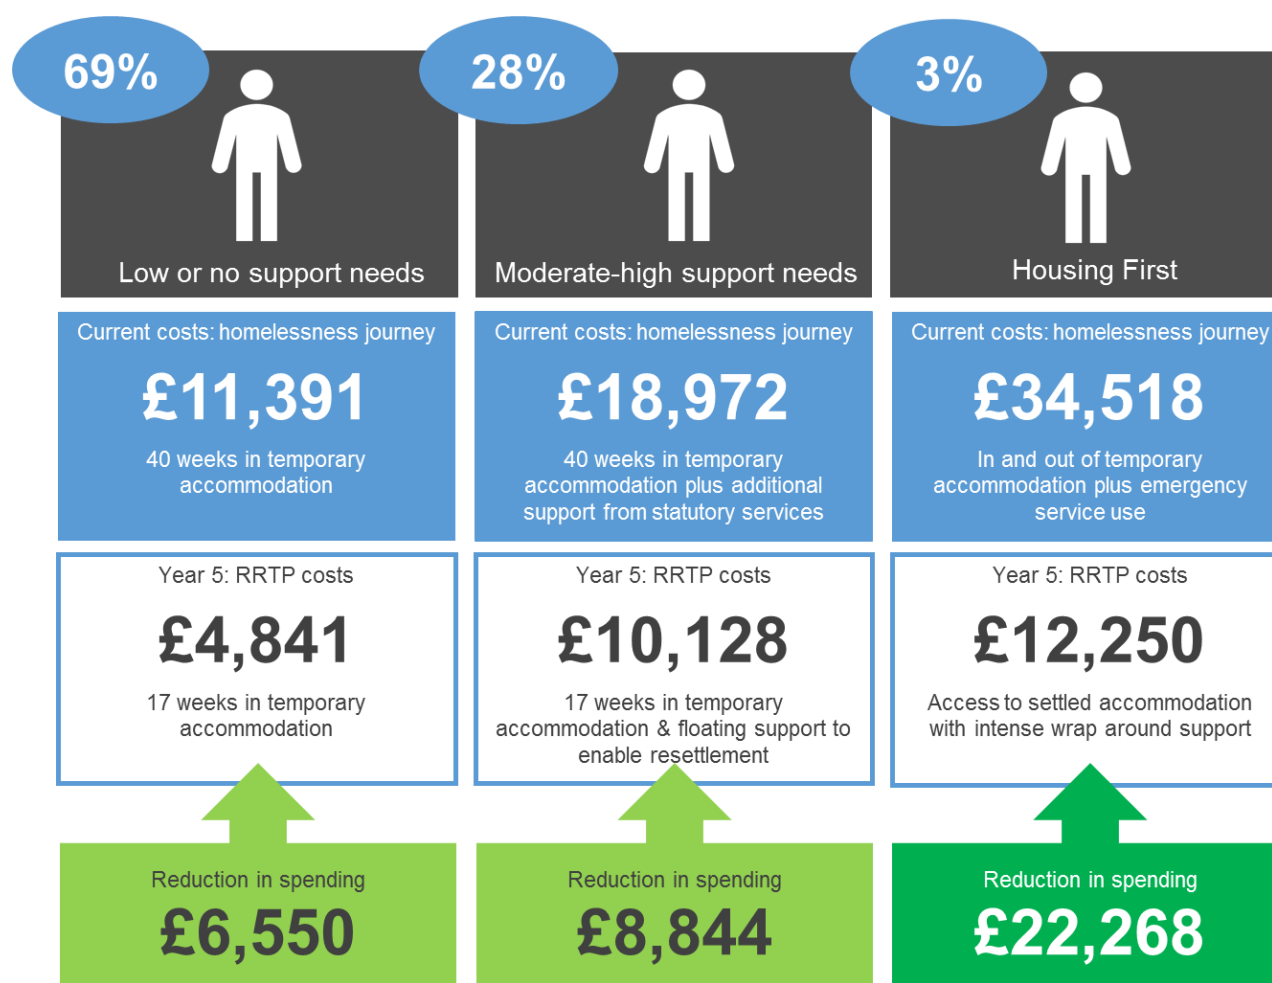 69%
Low or no support needs
Current costs: homelessness journey
£11,391
40 weeks in temporary
accommodation
Year 5: RRTP costs
£4,841
17 weeks in temporary
accommodation
Reduction in spending
£6,550
28%
Moderate-high support needs
Current costs: homelessness journey
£18,972
40 weeks in temporary
accommodation plus additional
support from statutory services
Year 5: RRTP costs
£10,128
17 weeks in temporary
accommodation & floating support to
enable resettlement
Reduction in spending
£8,844
3%
Housing First
Current costs: homelessness journey
£34,518
In and out of temporary
accommodation plus emergency
service use
Year 5: RRTP costs
£12,250
Access to settled accommodation
with intense wrap around support
Reduction in spending
£22,268